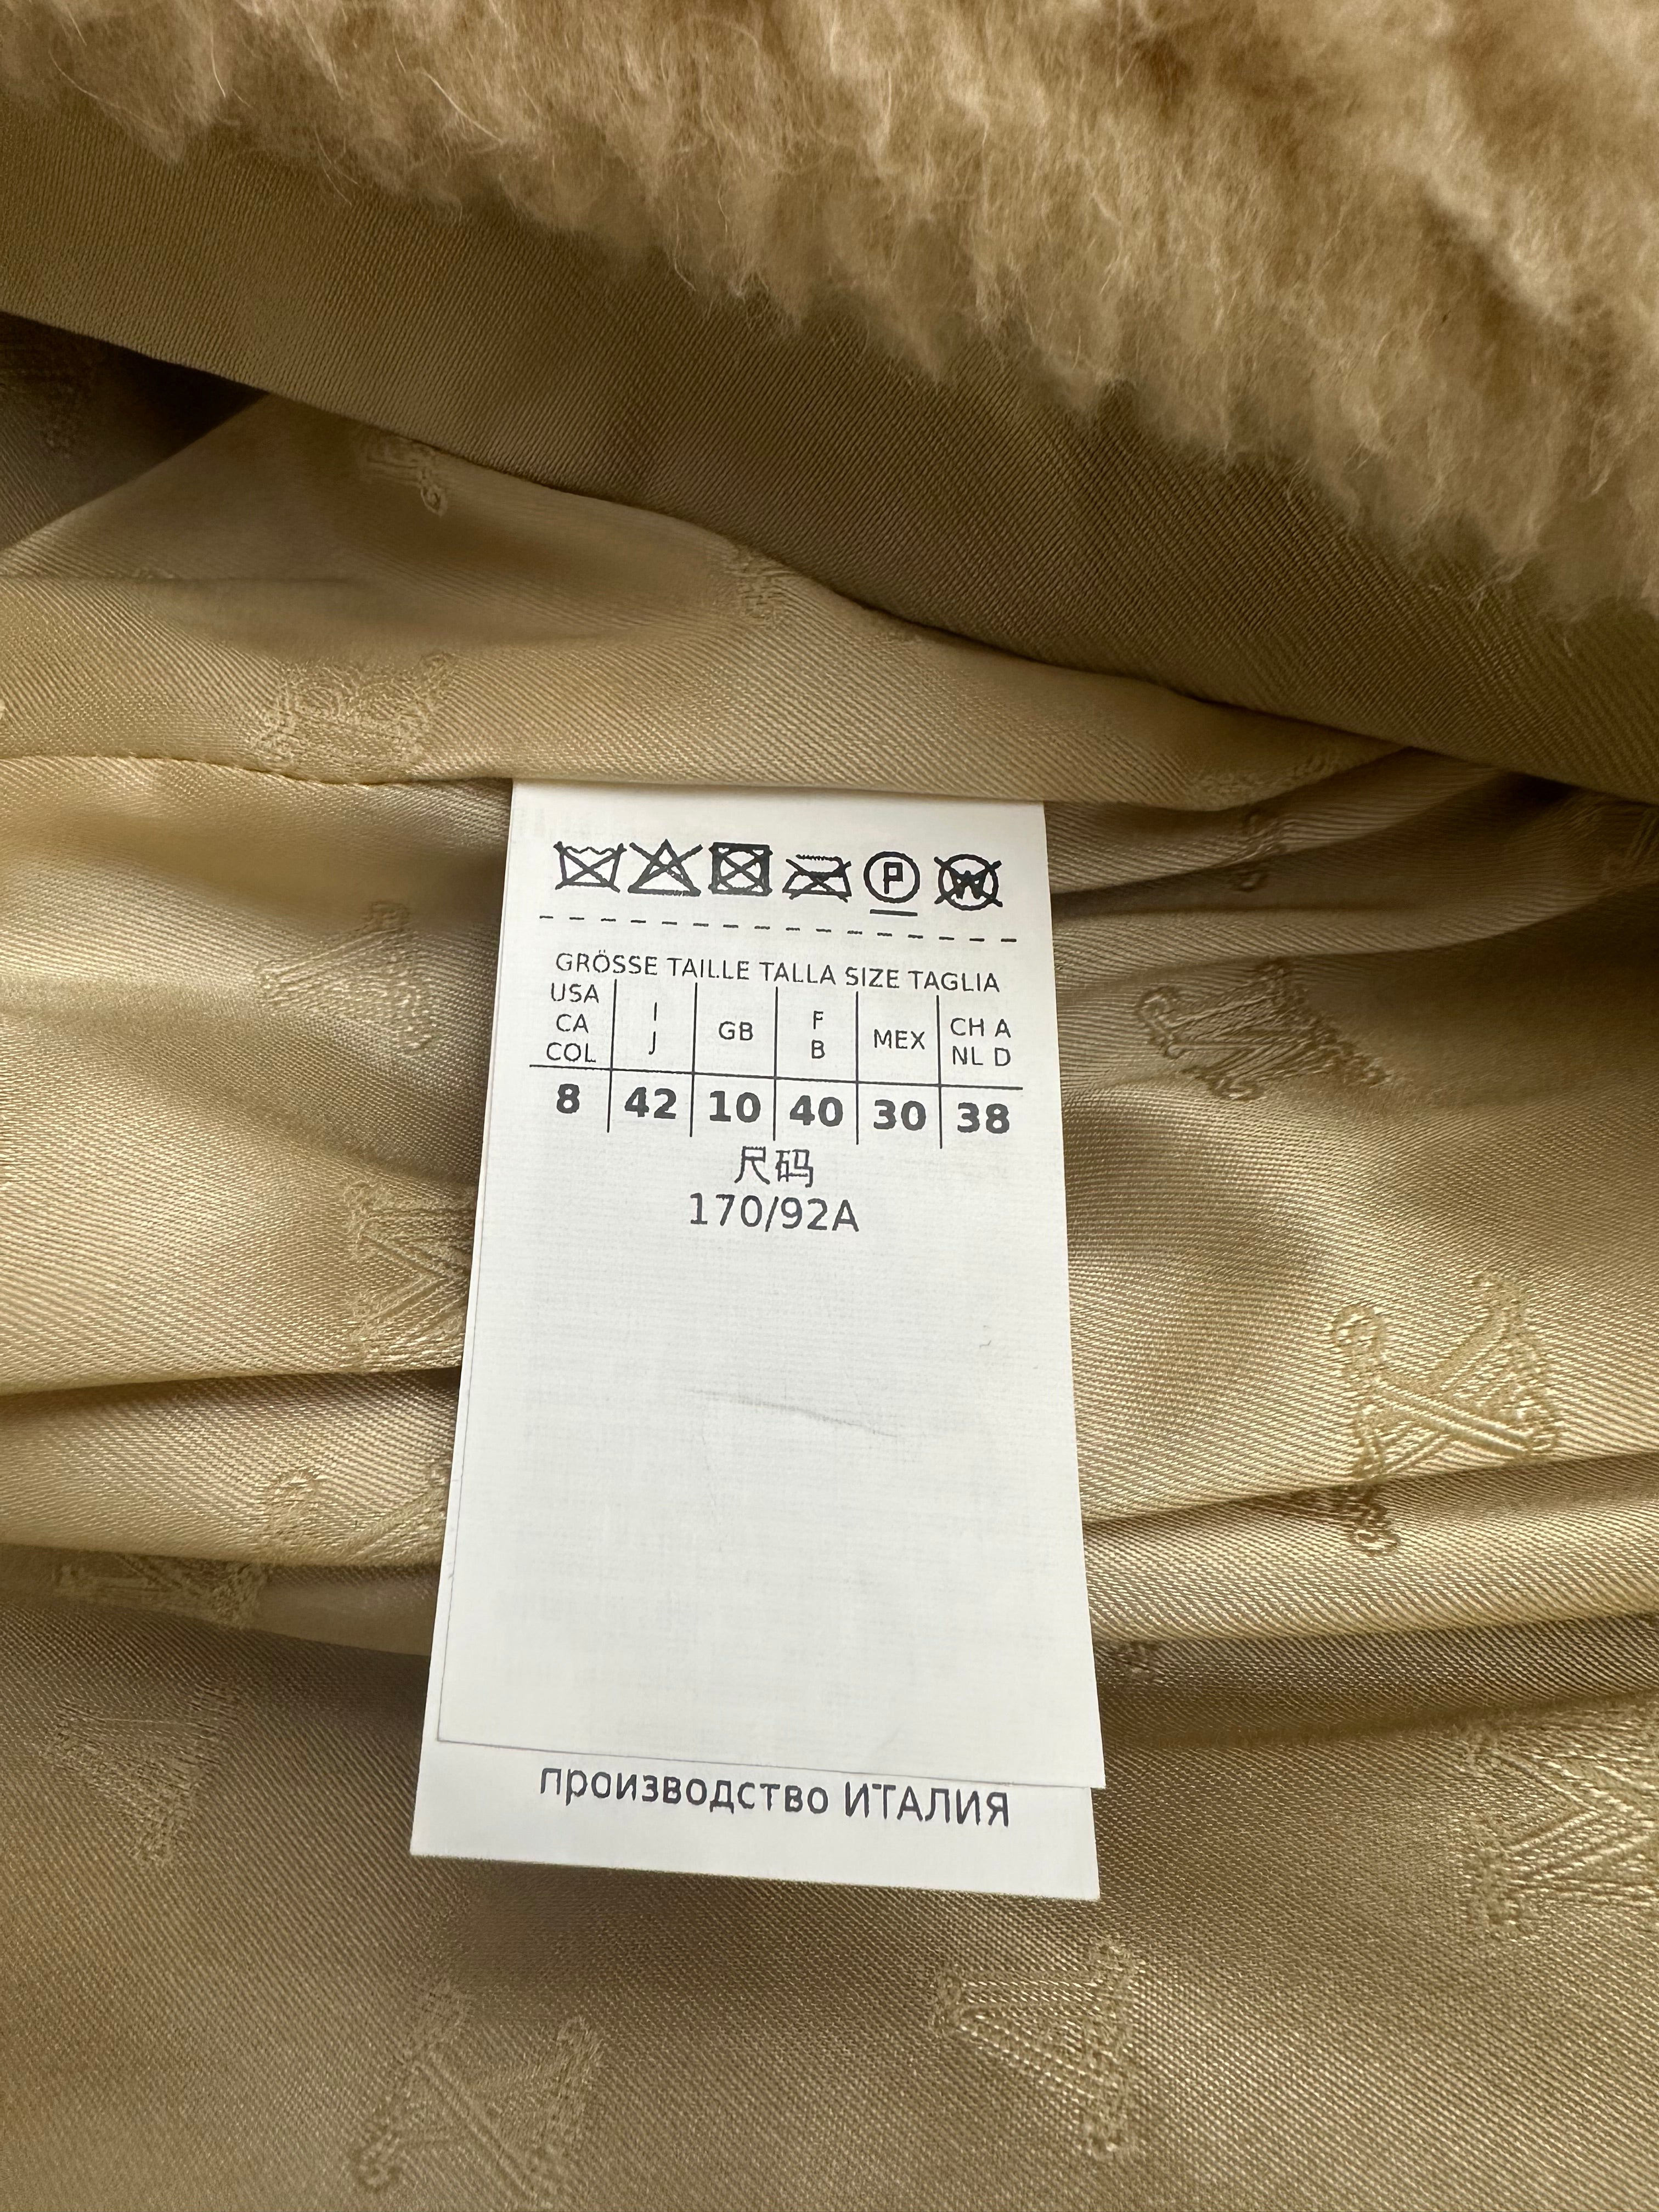 P W
GRÖSSE TAILLE TALLA SIZE TAGLIA
USA CA COL | I J | GB | F B | MEX | CH A NL D
8 | 42 | 10 | 40 | 30 | 38
尺码
170/92A
производство ИТАЛИЯ